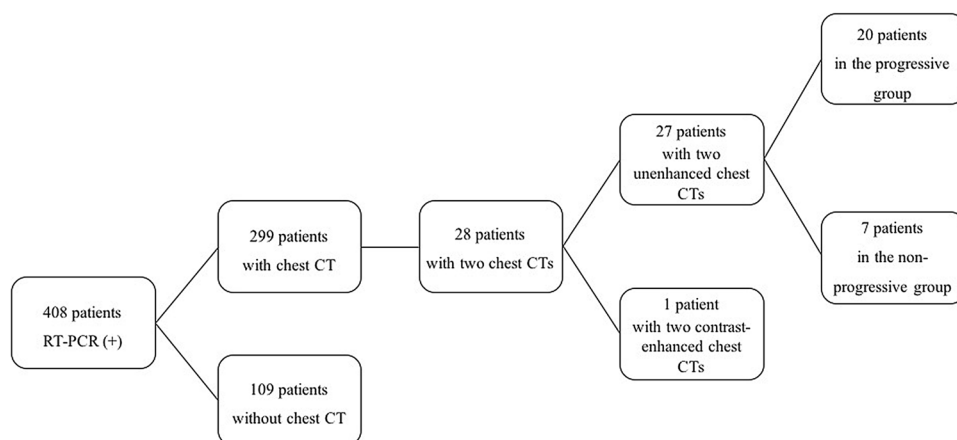 408 patients
RT-PCR (+)
299 patients
with chest CT
109 patients
without chest CT
28 patients
with two chest CTs
27 patients
with two
unenhanced chest
CTs
1 patient
with two contrast-
enhanced chest
CTs
20 patients
in the progressive
group
7 patients
in the non-
progressive group